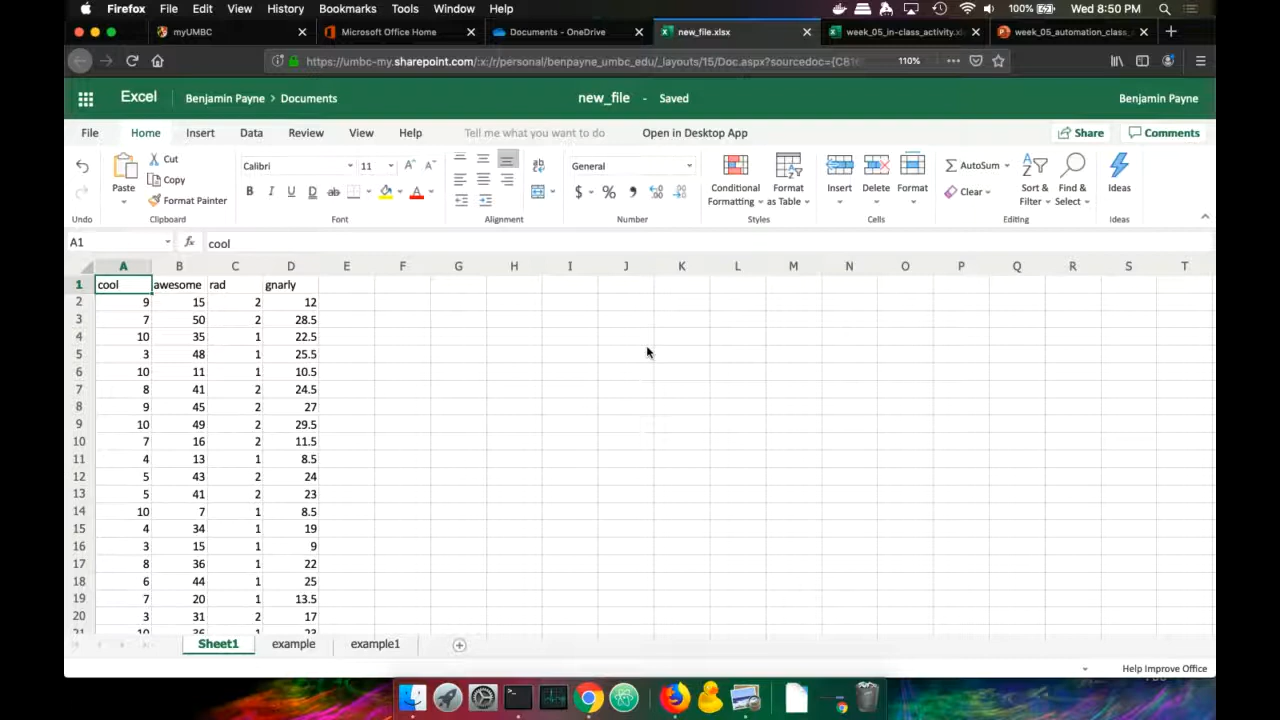 Firefox File Edit View History Bookmarks Tools Window Help 100% Wed 8:50 PM
myUMBC Microsoft Office Home Documents - OneDrive new_file.xlsx week_05_in-class_activity.xl week_05_automation_class_
https://umbc-my.sharepoint.com/:x:/r/personal/benpayne_umbc_edu/_layouts/15/Doc.aspx?sourcedoc={C816 110%
Excel Benjamin Payne > Documents new_file - Saved Benjamin Payne
File Home Insert Data Review View Help Tell me what you want to do Open in Desktop App Share Comments
Cut Calibri 11 General AutoSum
Paste Copy B I U D ab A $ % Conditional Formatting Format as Table Insert Delete Format Clear Sort & Filter Find & Select Ideas
Format Painter
Undo Clipboard Font Alignment Number Styles Cells Editing Ideas
A1 fx cool
A B C D E F G H I J K L M N O P Q R S T
1 cool awesome rad gnarly
2 9 15 2 12
3 7 50 2 28.5
4 10 35 1 22.5
5 3 48 1 25.5
6 10 11 1 10.5
7 8 41 2 24.5
8 9 45 2 27
9 10 49 2 29.5
10 7 16 2 11.5
11 4 13 1 8.5
12 5 43 2 24
13 5 41 2 23
14 10 7 1 8.5
15 4 34 1 19
16 3 15 1 9
17 8 36 1 22
18 6 44 1 25
19 7 20 1 13.5
20 3 31 2 17
21 10 36 1 23
Sheet1 example example1
Help Improve Office